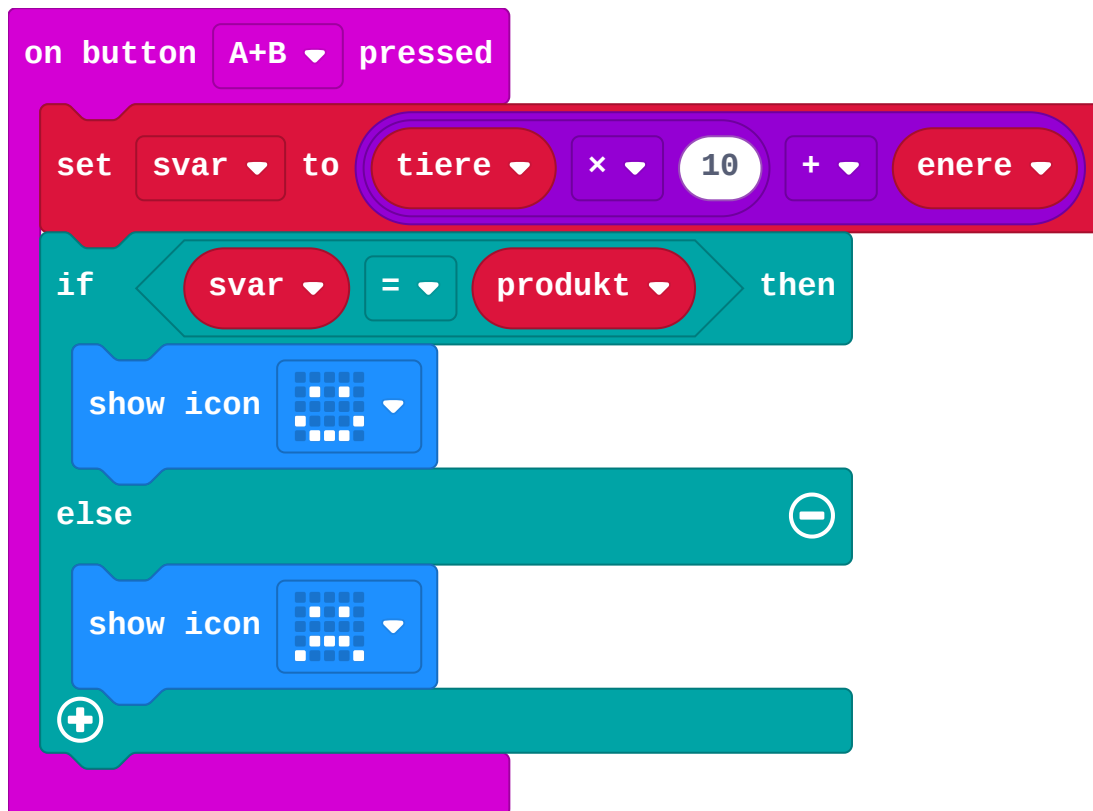 on button A+B pressed
set svar to tiere × 10 + enere
if svar = produkt then
show icon
else
show icon